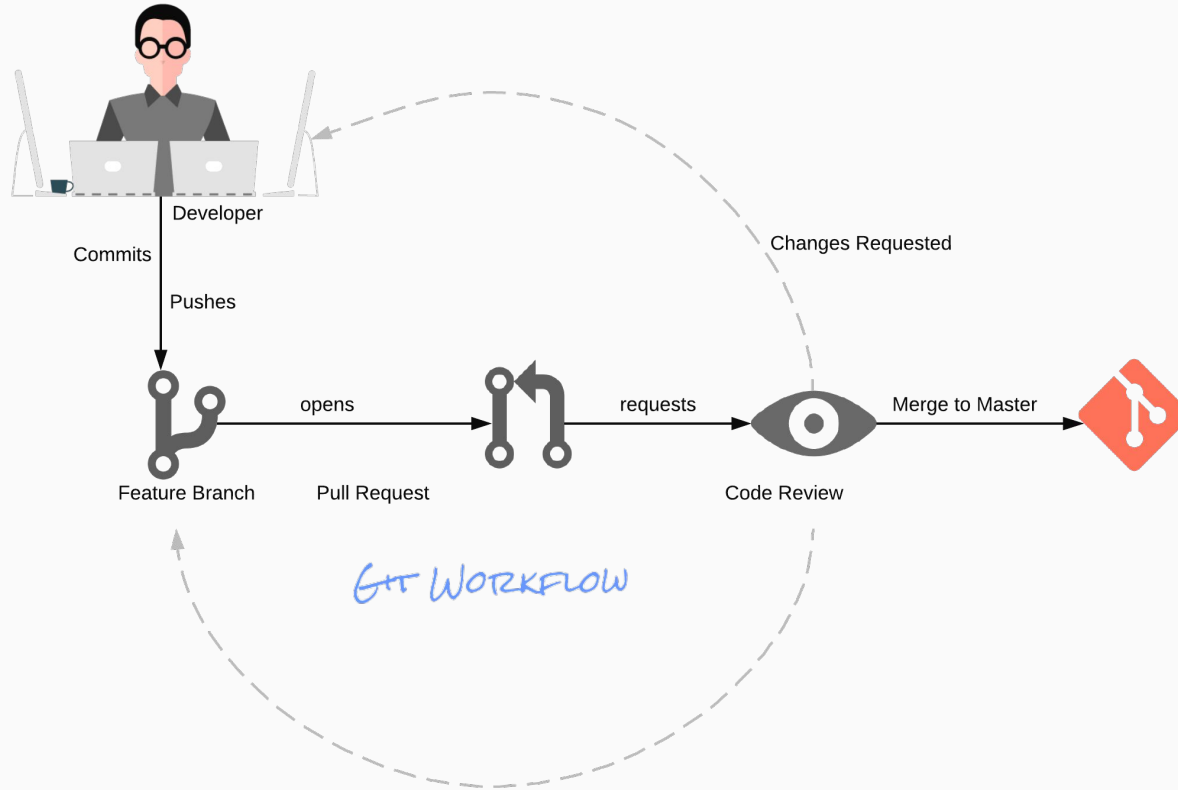 Developer
Commits
Pushes
Changes Requested
opens
requests
Merge to Master
Feature Branch
Pull Request
Code Review
Git Workflow